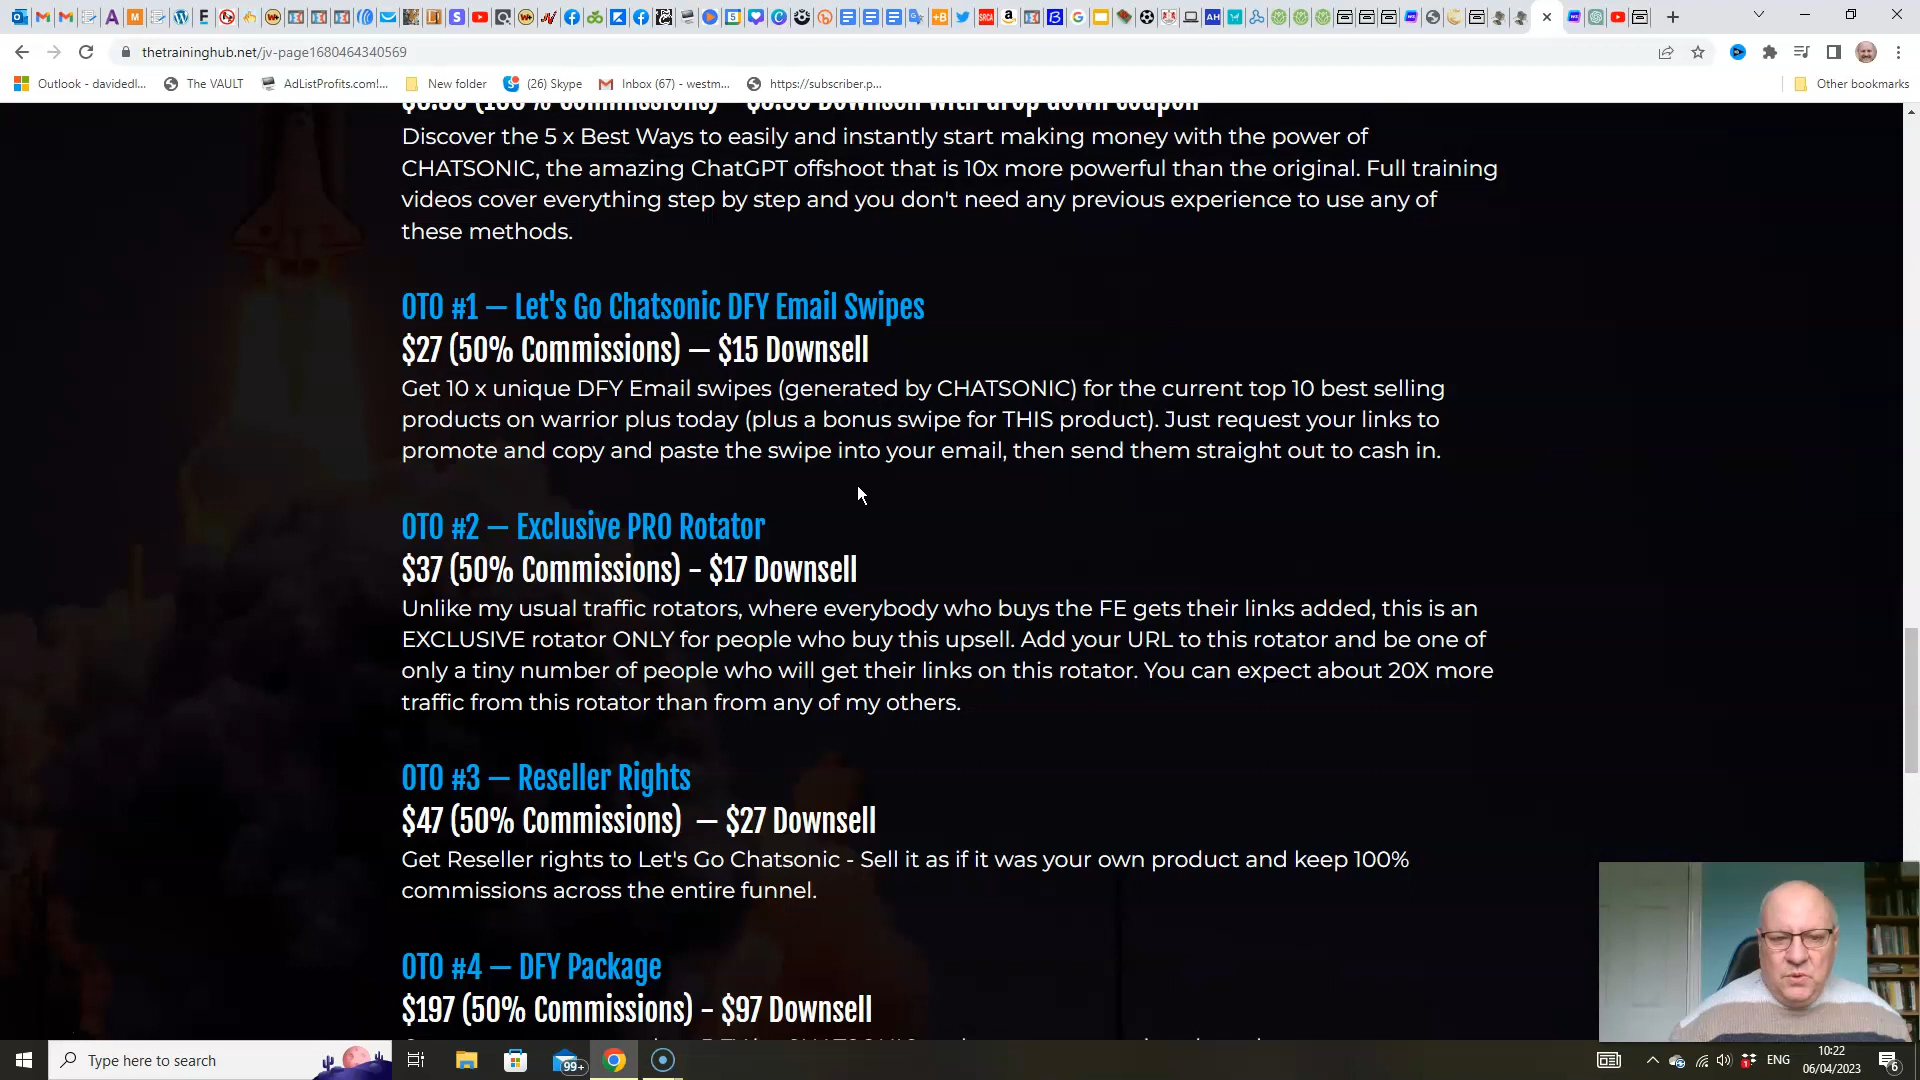 thetraininghub.net/jv-page1680464340569
Outlook - davidedl...
The VAULT
AdListProfits.com!...
New folder
(26) Skype
Inbox (67) - westm...
https://subscriber.p...
Other bookmarks
Discover the 5 x Best Ways to easily and instantly start making money with the power of
CHATSONIC, the amazing ChatGPT offshoot that is 10x more powerful than the original. Full training
videos cover everything step by step and you don't need any previous experience to use any of
these methods.
OTO #1 — Let's Go Chatsonic DFY Email Swipes
$27 (50% Commissions) — $15 Downsell
Get 10 x unique DFY Email swipes (generated by CHATSONIC) for the current top 10 best selling
products on warrior plus today (plus a bonus swipe for THIS product). Just request your links to
promote and copy and paste the swipe into your email, then send them straight out to cash in.
OTO #2 — Exclusive PRO Rotator
$37 (50% Commissions) - $17 Downsell
Unlike my usual traffic rotators, where everybody who buys the FE gets their links added, this is an
EXCLUSIVE rotator ONLY for people who buy this upsell. Add your URL to this rotator and be one of
only a tiny number of people who will get their links on this rotator. You can expect about 20X more
traffic from this rotator than from any of my others.
OTO #3 — Reseller Rights
$47 (50% Commissions) — $27 Downsell
Get Reseller rights to Let's Go Chatsonic - Sell it as if it was your own product and keep 100%
commissions across the entire funnel.
OTO #4 — DFY Package
$197 (50% Commissions) - $97 Downsell
Type here to search
99+
ENG
10:22
06/04/2023
6